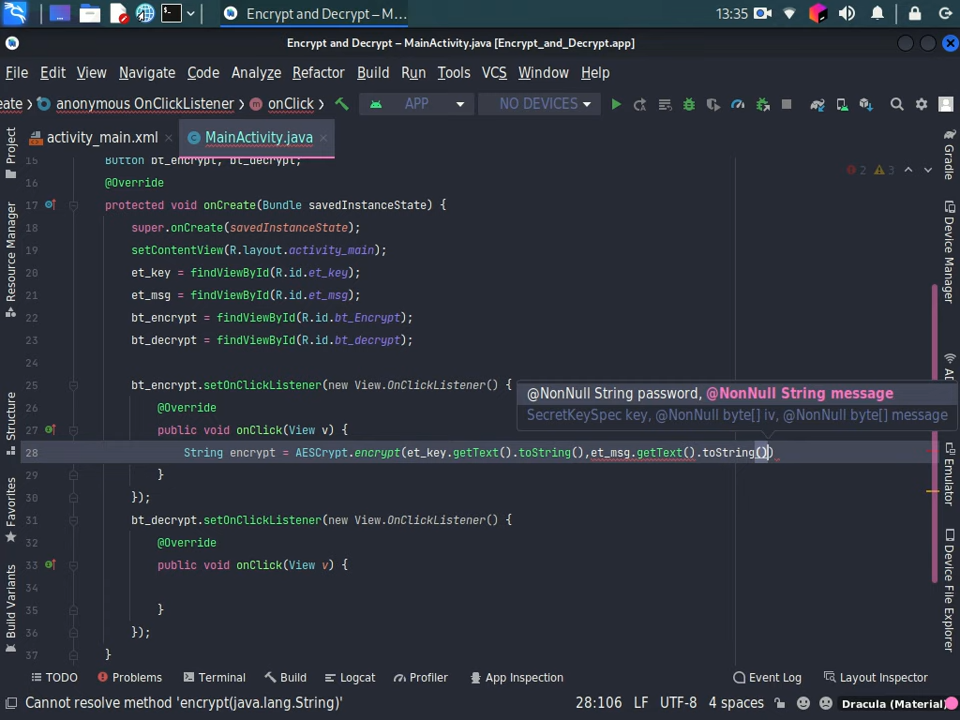 Encrypt and Decrypt – M...
13:35
Encrypt and Decrypt – MainActivity.java [Encrypt_and_Decrypt.app]
File Edit View Navigate Code Analyze Refactor Build Run Tools VCS Window Help
eate > anonymous OnClickListener > onClick > APP NO DEVICES
activity_main.xml MainActivity.java
Project
Resource Manager
Structure
Favorites
Build Variants
15 Button bt_encrypt, bt_decrypt;
2 3
16 @Override
17 protected void onCreate(Bundle savedInstanceState) {
18 super.onCreate(savedInstanceState);
19 setContentView(R.layout.activity_main);
20 et_key = findViewById(R.id.et_key);
21 et_msg = findViewById(R.id.et_msg);
22 bt_encrypt = findViewById(R.id.bt_Encrypt);
23 bt_decrypt = findViewById(R.id.bt_decrypt);
24
25 bt_encrypt.setOnClickListener(new View.OnClickListener() {
@NonNull String password, @NonNull String message
SecretKeySpec key, @NonNull byte[] iv, @NonNull byte[] message
26 @Override
27 public void onClick(View v) {
28 String encrypt = AESCrypt.encrypt(et_key.getText().toString(),et_msg.getText().toString())
29 }
30 });
31 bt_decrypt.setOnClickListener(new View.OnClickListener() {
32 @Override
33 public void onClick(View v) {
34
35 }
36 });
37 }
Gradle
Device Manager
Emulator
Device File Explorer
TODO Problems Terminal Build Logcat Profiler App Inspection Event Log Layout Inspector
Cannot resolve method 'encrypt(java.lang.String)' 28:106 LF UTF-8 4 spaces Dracula (Material)